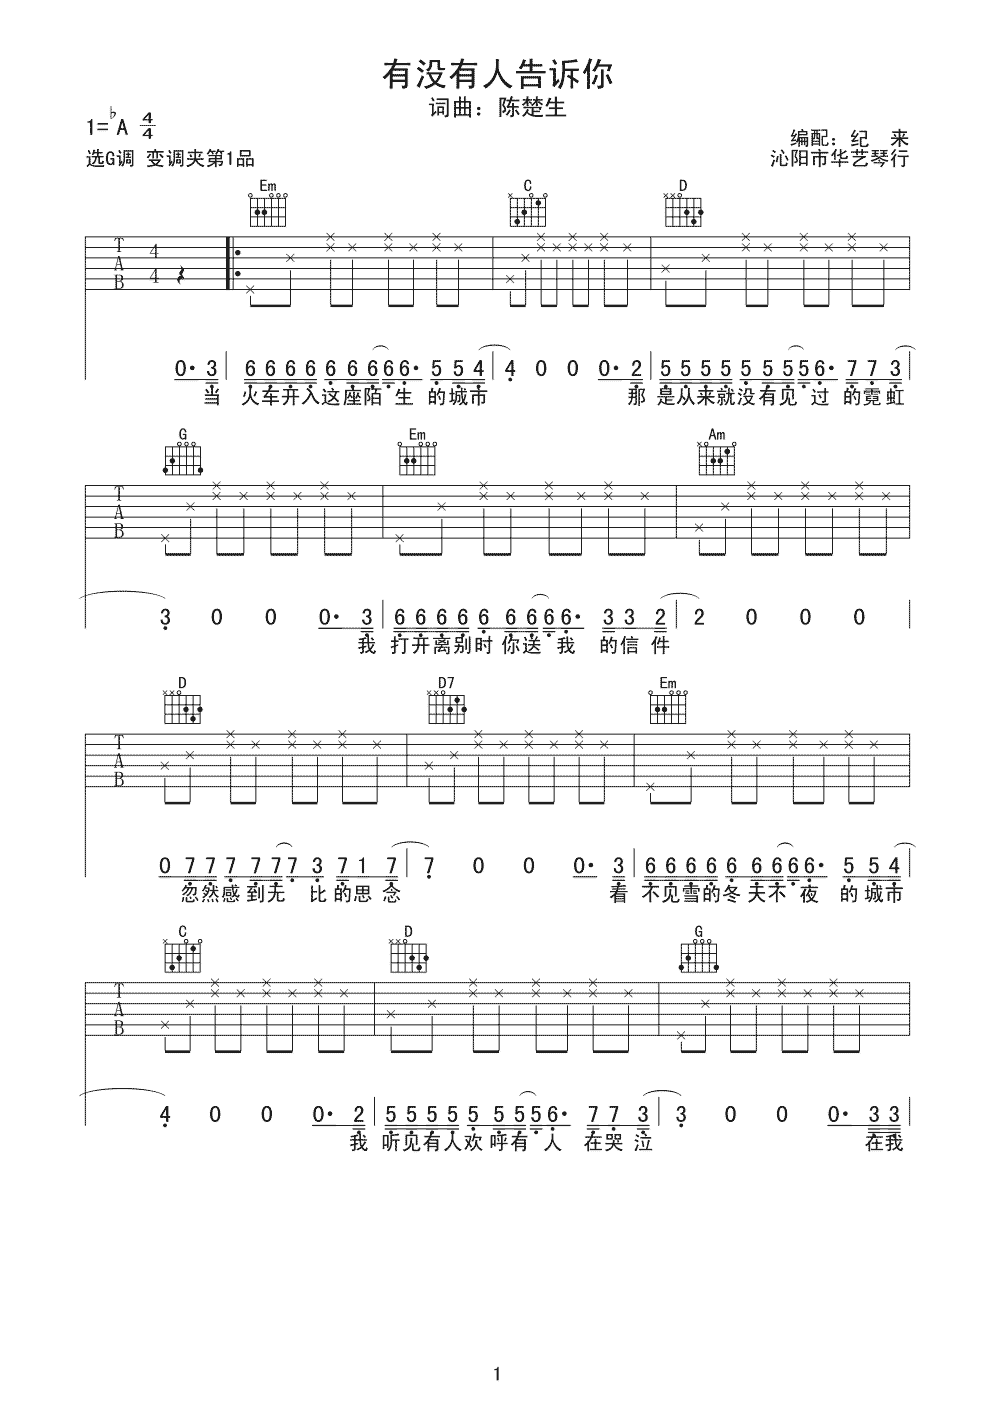 有没有人告诉你
词曲：陈楚生
1=♭A 4/4
编配：纪 来
选G调 变调夹第1品
沁阳市华艺琴行
Em C D
T A B 4/4
0· 3 6 6 6 6 6 6 6 6 6· 5 5 4 4 0 0 0· 2 5 5 5 5 5 5 5 5 6· 7 7 3
当 火车开入这座陌 生 的城市 那 是从来就没有见 过 的霓虹
G Em Am
T A B
3 0 0 0· 3 6 6 6 6 6 6 6 6 6· 3 3 2 2 0 0 0
我 打开离别时你送 我 的信件
D D7 Em
T A B
0 7 7 7 7 7 7 7 3 7 1 7 7 0 0 0· 3 6 6 6 6 6 6 6 6 6· 5 5 4
忽然感到无 比的思念 看 不见雪的冬天不 夜 的城市
C D G
T A B
4 0 0 0· 2 5 5 5 5 5 5 5 5 6· 7 7 3 3 0 0 0· 3 3
我 听见有人欢呼有 人 在哭泣 在我
1